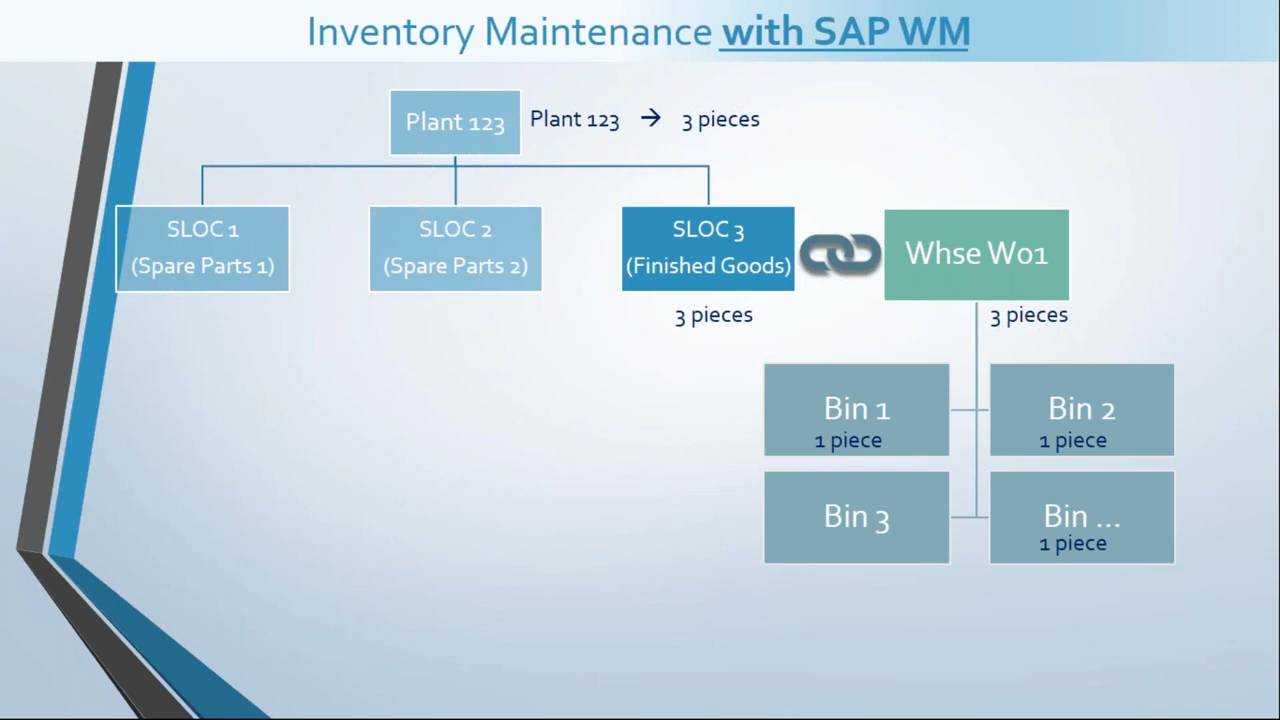 Inventory Maintenance with SAP WM
Plant 123
Plant 123 → 3 pieces
SLOC 1
(Spare Parts 1)
SLOC 2
(Spare Parts 2)
SLOC 3
(Finished Goods)
Whse W01
3 pieces
3 pieces
Bin 1
1 piece
Bin 2
1 piece
Bin 3
Bin ...
1 piece